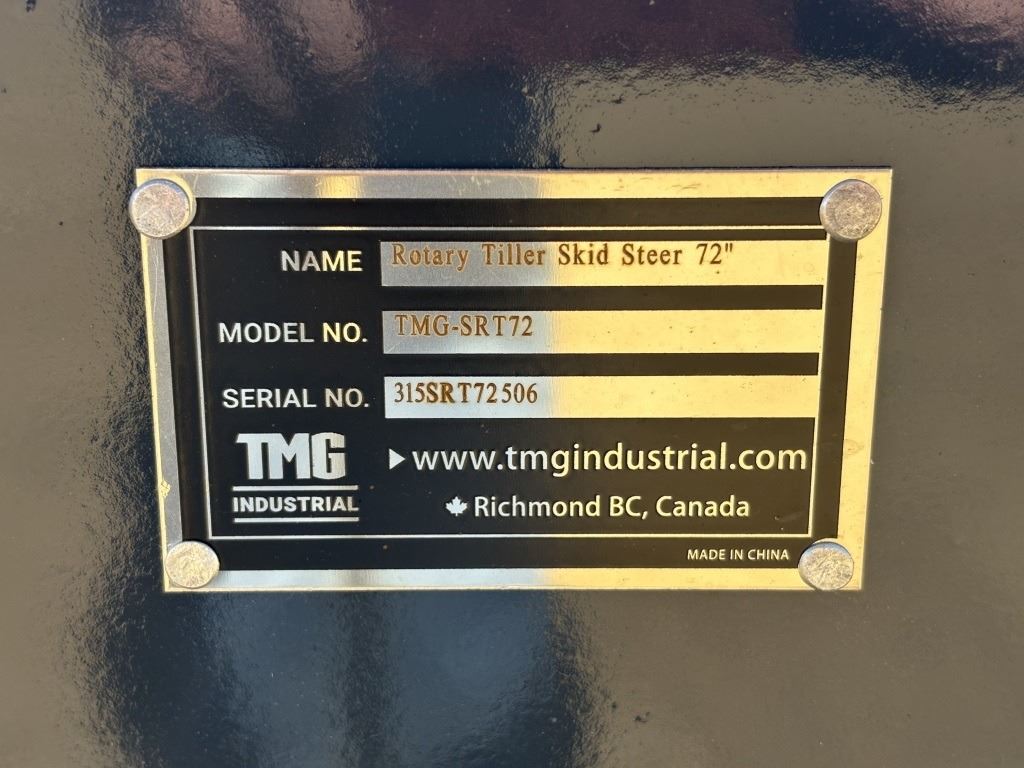 NAME Rotary Tiller Skid Steer 72"
MODEL NO. TMG-SRT72
SERIAL NO. 315SRT72506
TMG
INDUSTRIAL
www.tmgindustrial.com
Richmond BC, Canada
MADE IN CHINA